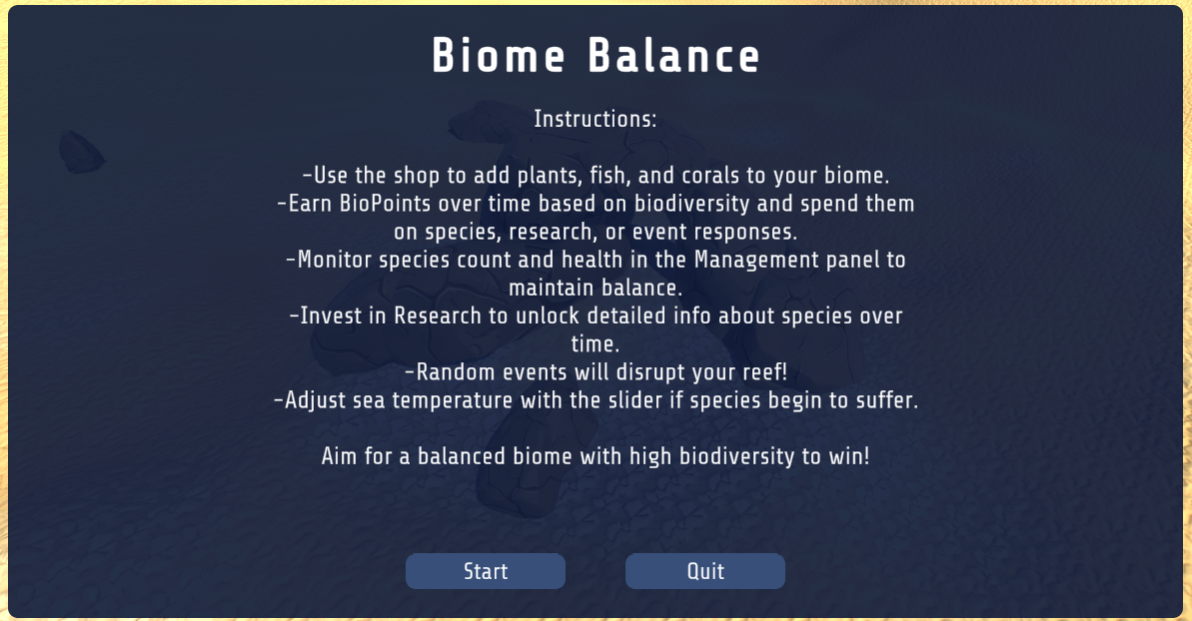 Biome Balance
Instructions:
-Use the shop to add plants, fish, and corals to your biome.
-Earn BioPoints over time based on biodiversity and spend them
on species, research, or event responses.
-Monitor species count and health in the Management panel to
maintain balance.
-Invest in Research to unlock detailed info about species over
time.
-Random events will disrupt your reef!
-Adjust sea temperature with the slider if species begin to suffer.
Aim for a balanced biome with high biodiversity to win!
Start
Quit